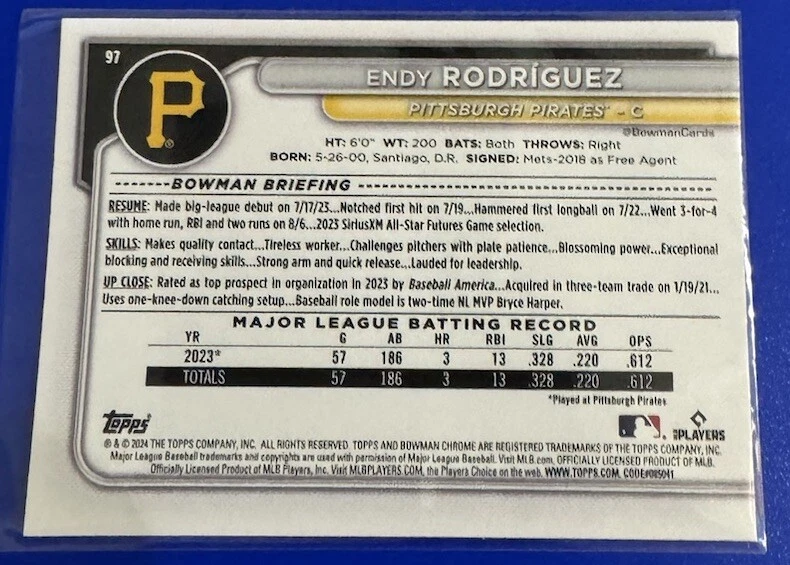 97
P
®
ENDY RODRÍGUEZ
PITTSBURGH PIRATES® - C
@BowmanCards
HT: 6'0" WT: 200 BATS: Both THROWS: Right
BORN: 5-26-00, Santiago, D.R. SIGNED: Mets-2018 as Free Agent
BOWMAN BRIEFING
RESUME: Made big-league debut on 7/17/23...Notched first hit on 7/19...Hammered first longball on 7/22...Went 3-for-4
with home run, RBI and two runs on 8/6...2023 SiriusXM All-Star Futures Game selection.
SKILLS: Makes quality contact...Tireless worker...Challenges pitchers with plate patience...Blossoming power...Exceptional
blocking and receiving skills...Strong arm and quick release...Lauded for leadership.
UP CLOSE: Rated as top prospect in organization in 2023 by Baseball America...Acquired in three-team trade on 1/19/21...
Uses one-knee-down catching setup...Baseball role model is two-time NL MVP Bryce Harper.
MAJOR LEAGUE BATTING RECORD
YR G AB HR RBI SLG AVG OPS
2023* 57 186 3 13 .328 .220 .612
TOTALS 57 186 3 13 .328 .220 .612
*Played at Pittsburgh Pirates
Topps®
PLAYERS
® & © 2024 THE TOPPS COMPANY, INC. ALL RIGHTS RESERVED. TOPPS AND BOWMAN CHROME ARE REGISTERED TRADEMARKS OF THE TOPPS COMPANY, INC.
Major League Baseball trademarks and copyrights are used with permission of Major League Baseball. Visit MLB.com. OFFICIALLY LICENSED PRODUCT OF MLB.
Officially Licensed Product of MLB Players, Inc. Visit MLBPLAYERS.COM, the Players Choice on the web. WWW.TOPPS.COM.